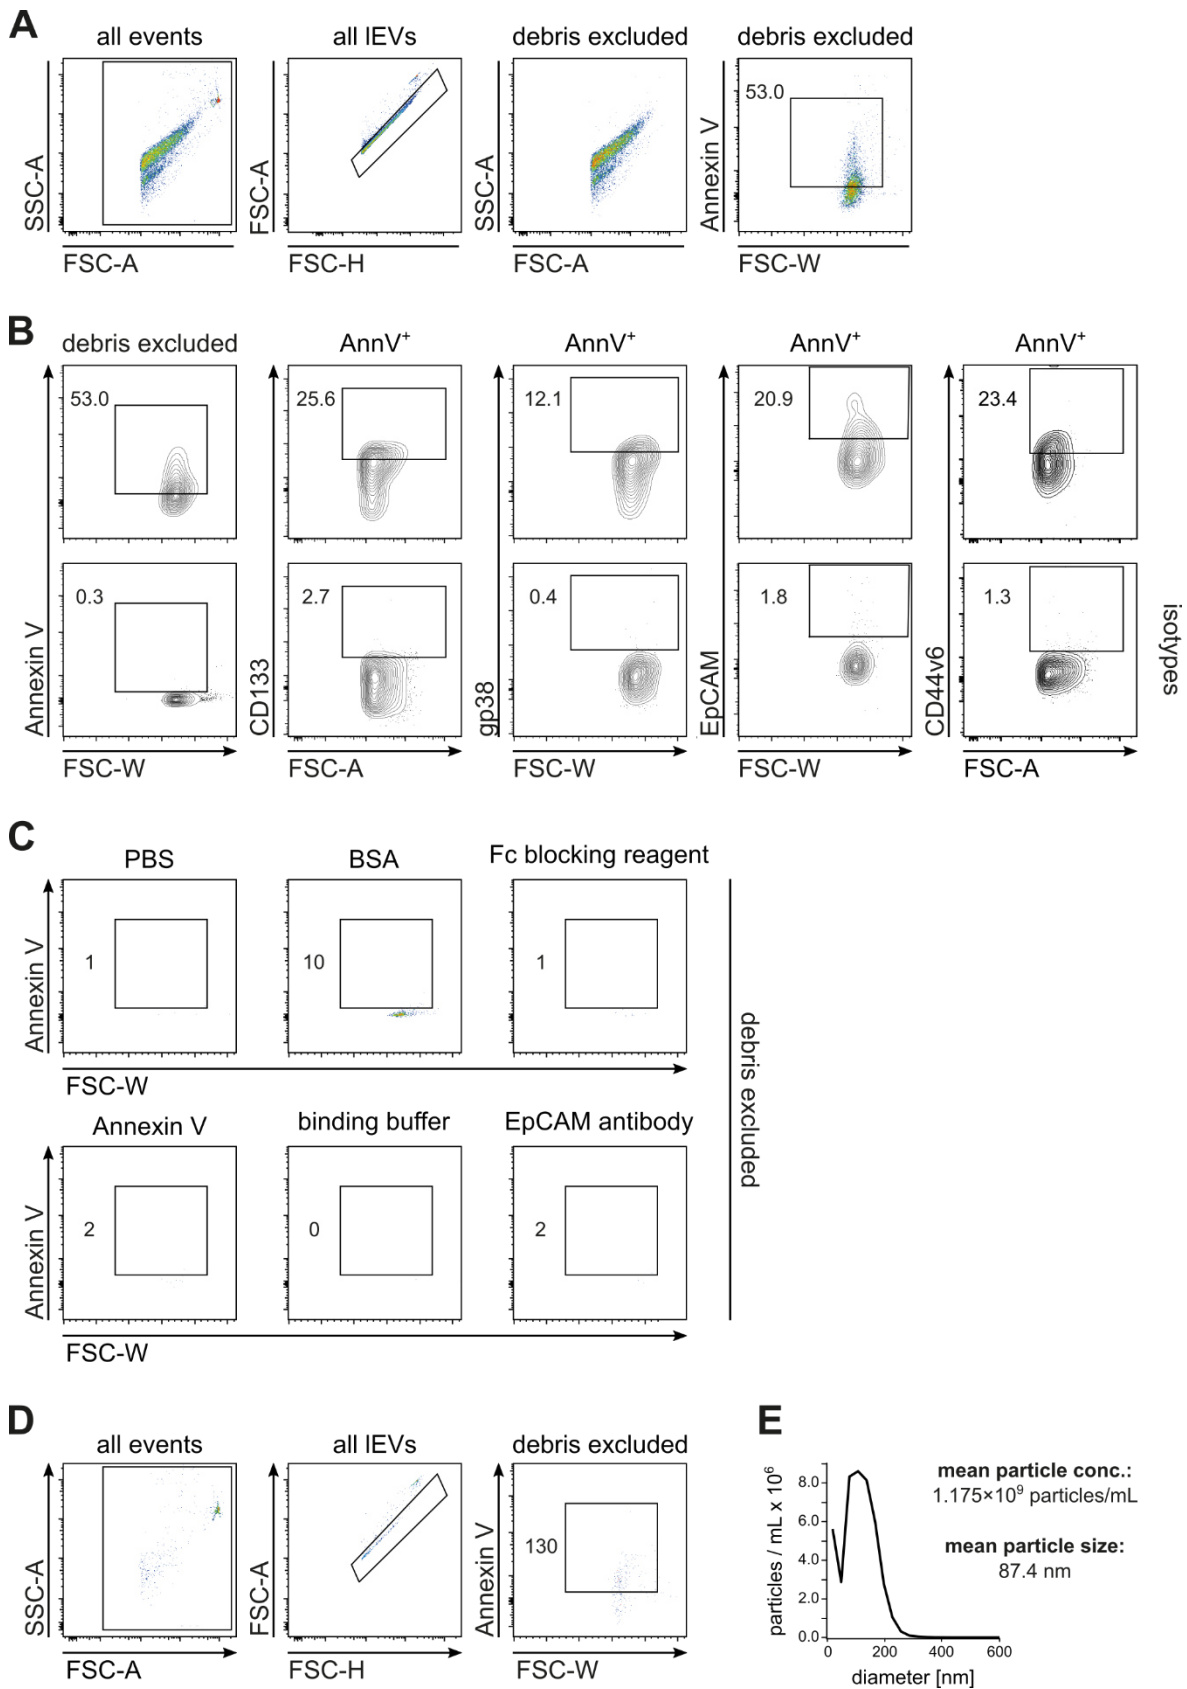 A
all events
all lEVs
debris excluded
debris excluded
SSC-A
FSC-A
FSC-A
FSC-H
SSC-A
FSC-A
Annexin V
53.0
FSC-W
B
debris excluded
AnnV+
AnnV+
AnnV+
AnnV+
53.0
25.6
12.1
20.9
23.4
0.3
2.7
0.4
1.8
1.3
Annexin V
CD133
gp38
EpCAM
CD44v6
isotypes
FSC-W
FSC-A
FSC-W
FSC-W
FSC-A
C
PBS
BSA
Fc blocking reagent
Annexin V
1
10
1
FSC-W
Annexin V
binding buffer
EpCAM antibody
Annexin V
2
0
2
FSC-W
debris excluded
D
all events
all lEVs
debris excluded
SSC-A
FSC-A
FSC-A
FSC-H
Annexin V
130
FSC-W
E
particles / mL x 10⁶
8.0
6.0
4.0
2.0
0.0
0
200
400
600
diameter [nm]
mean particle conc.:
1.175×10⁹ particles/mL
mean particle size:
87.4 nm